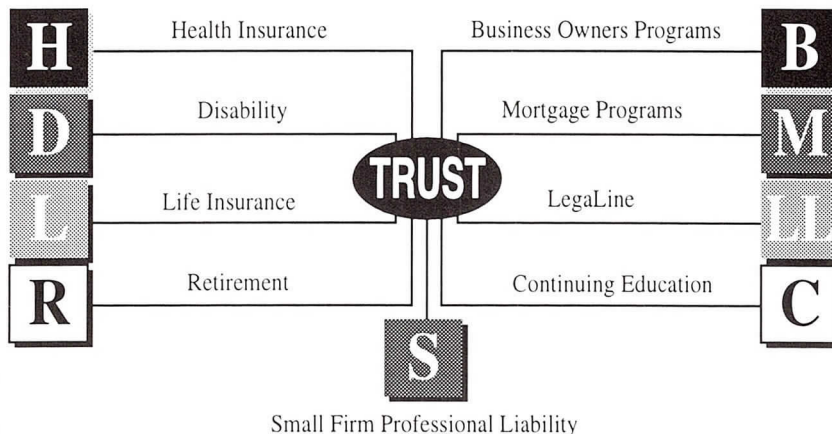 H Health Insurance Business Owners Programs B
D Disability Mortgage Programs M
TRUST
L Life Insurance LegaLine LL
R Retirement Continuing Education C
S
Small Firm Professional Liability